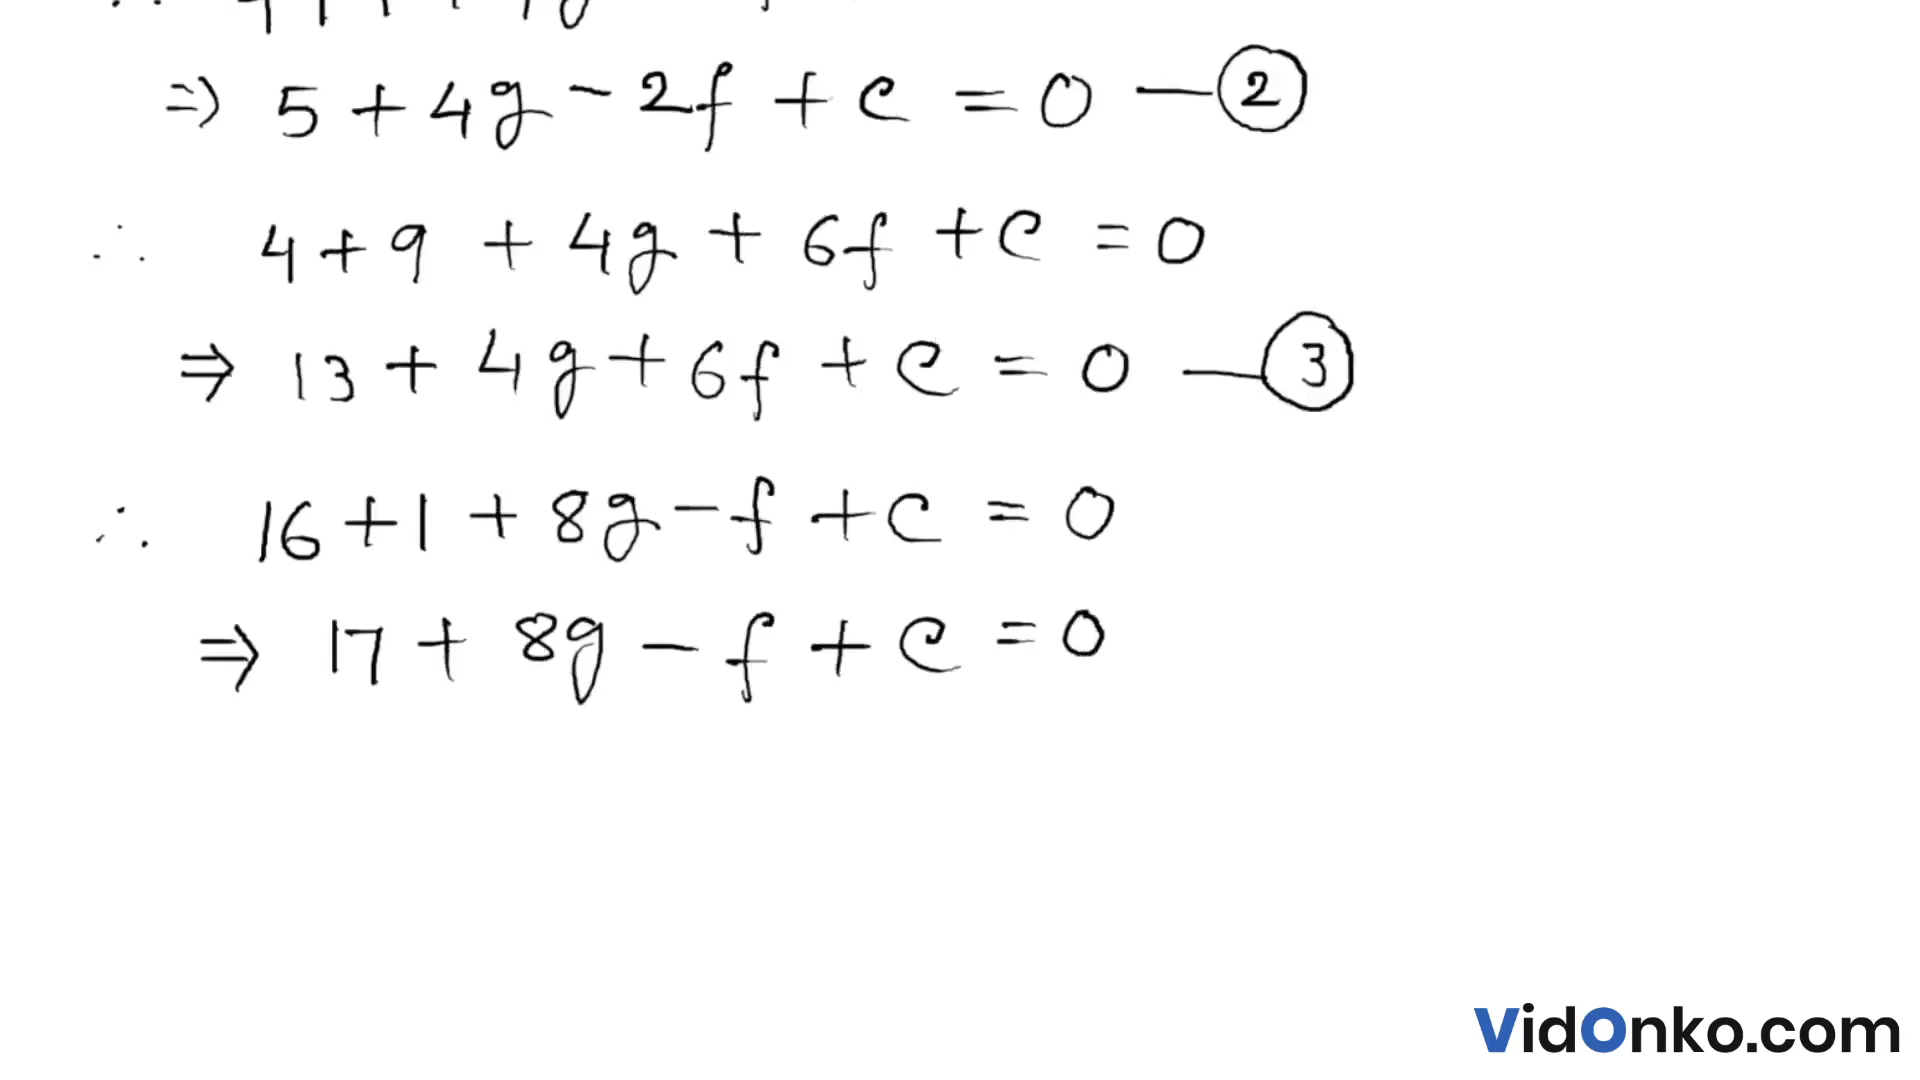 ⇒ 5 + 4g - 2f + c = 0 — ②
∴ 4 + 9 + 4g + 6f + c = 0
⇒ 13 + 4g + 6f + c = 0 — ③
∴ 16 + 1 + 8g - f + c = 0
⇒ 17 + 8g - f + c = 0
VidOnko.com